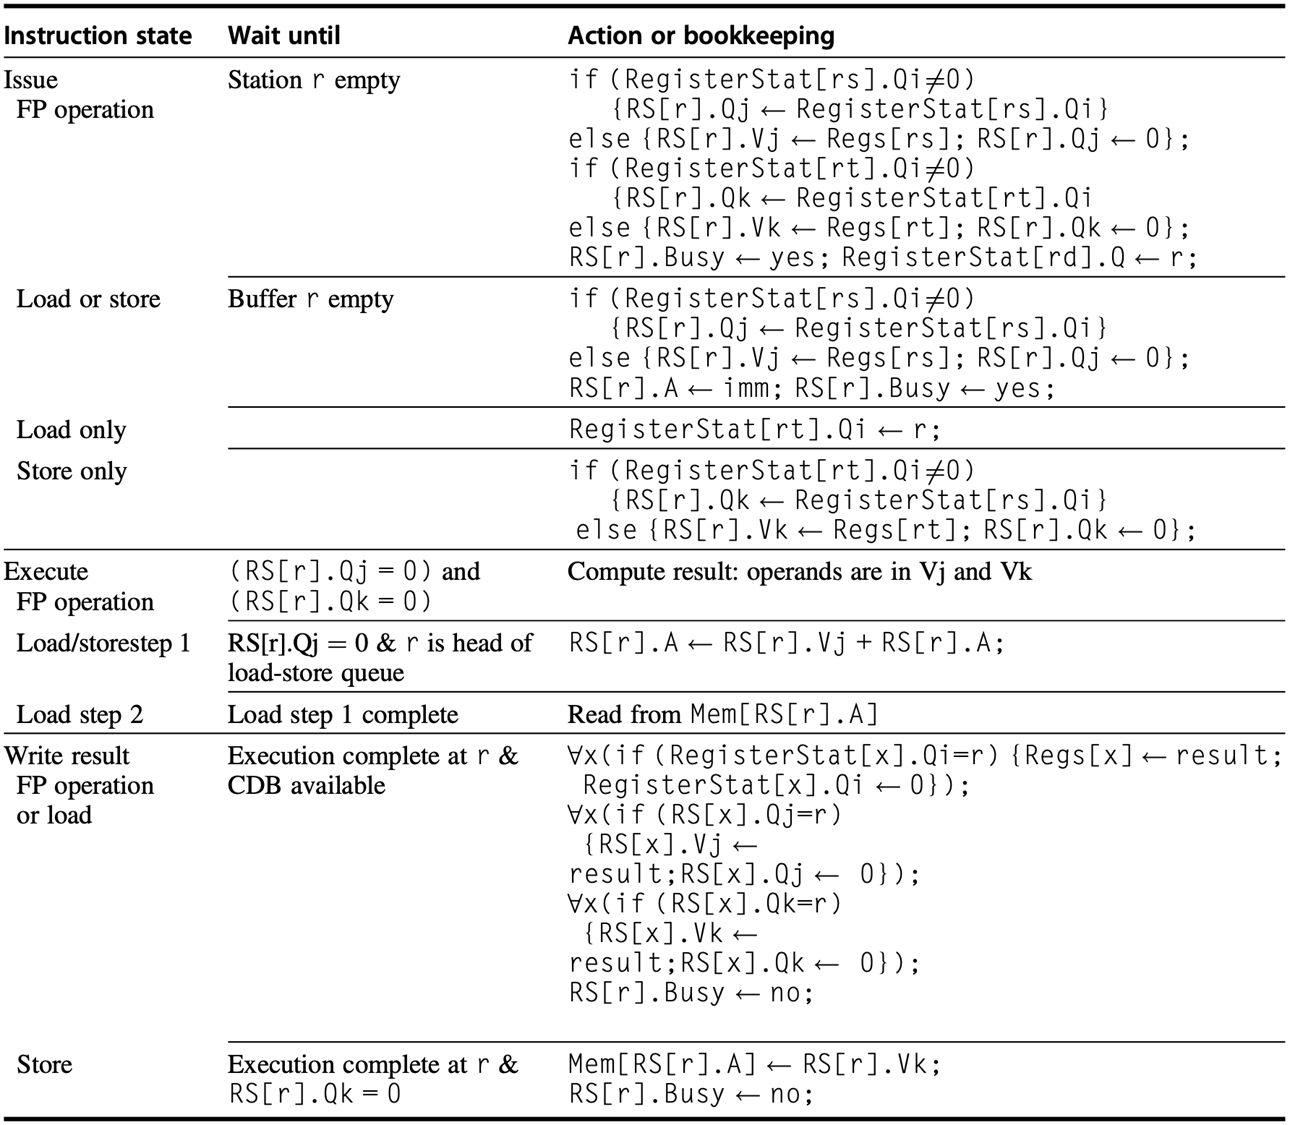 Instruction state Wait until Action or bookkeeping
Issue Station r empty if (RegisterStat[rs].Qi≠0)
FP operation {RS[r].Qj ← RegisterStat[rs].Qi}
else {RS[r].Vj ← Regs[rs]; RS[r].Qj ← 0};
if (RegisterStat[rt].Qi≠0)
{RS[r].Qk ← RegisterStat[rt].Qi
else {RS[r].Vk ← Regs[rt]; RS[r].Qk ← 0};
RS[r].Busy ← yes; RegisterStat[rd].Q ← r;
Load or store Buffer r empty if (RegisterStat[rs].Qi≠0)
{RS[r].Qj ← RegisterStat[rs].Qi}
else {RS[r].Vj ← Regs[rs]; RS[r].Qj ← 0};
RS[r].A ← imm; RS[r].Busy ← yes;
Load only RegisterStat[rt].Qi ← r;
Store only if (RegisterStat[rt].Qi≠0)
{RS[r].Qk ← RegisterStat[rs].Qi}
else {RS[r].Vk ← Regs[rt]; RS[r].Qk ← 0};
Execute (RS[r].Qj = 0) and Compute result: operands are in Vj and Vk
FP operation (RS[r].Qk = 0)
Load/storestep 1 RS[r].Qj = 0 & r is head of RS[r].A ← RS[r].Vj + RS[r].A;
load-store queue
Load step 2 Load step 1 complete Read from Mem[RS[r].A]
Write result Execution complete at r & ∀x(if (RegisterStat[x].Qi=r) {Regs[x] ← result;
FP operation CDB available RegisterStat[x].Qi ← 0});
or load ∀x(if (RS[x].Qj=r)
{RS[x].Vj ←
result;RS[x].Qj ← 0});
∀x(if (RS[x].Qk=r)
{RS[x].Vk ←
result;RS[x].Qk ← 0});
RS[r].Busy ← no;
Store Execution complete at r & Mem[RS[r].A] ← RS[r].Vk;
RS[r].Qk = 0 RS[r].Busy ← no;